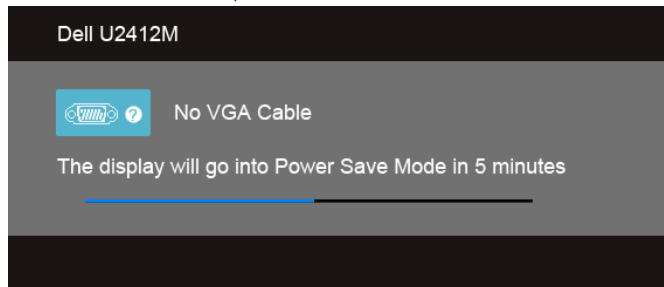 Dell U2412M
No VGA Cable
The display will go into Power Save Mode in 5 minutes